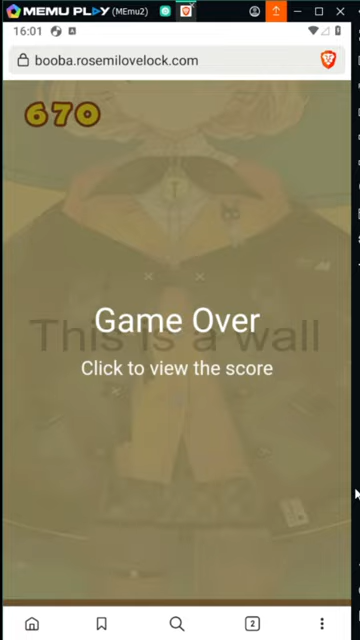 MEMU PLAY (MEmu2)
16:01
booba.rosemilovelock.com
670
Game Over
This is a wall
Click to view the score
2